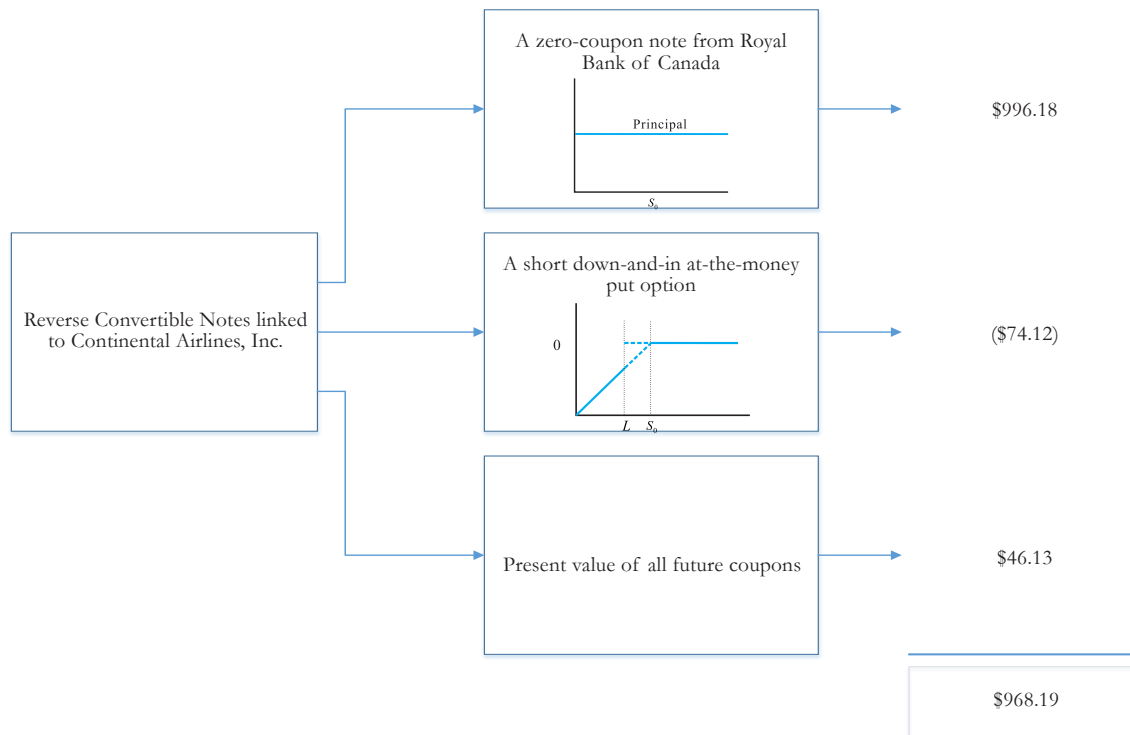 A zero-coupon note from Royal
Bank of Canada
Principal
S₀
$996.18
Reverse Convertible Notes linked
to Continental Airlines, Inc.
A short down-and-in at-the-money
put option
0
L
S₀
($74.12)
Present value of all future coupons
$46.13
$968.19